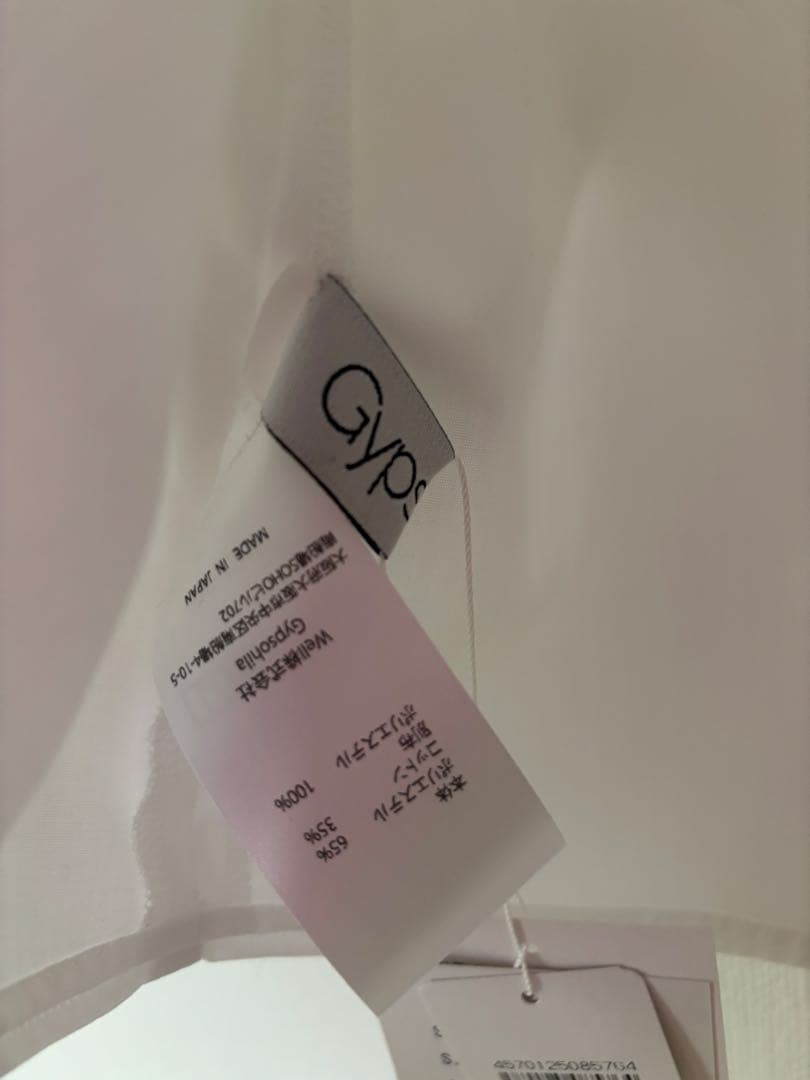 Gyps
本体
ポリエステル 65%
コットン 35%
別布
ポリエステル 100%
Well株式会社
Gypsohila
大阪府大阪市中央区南船場4-10-5
南船場SOHOビル702
MADE IN JAPAN
S.
4570125085764